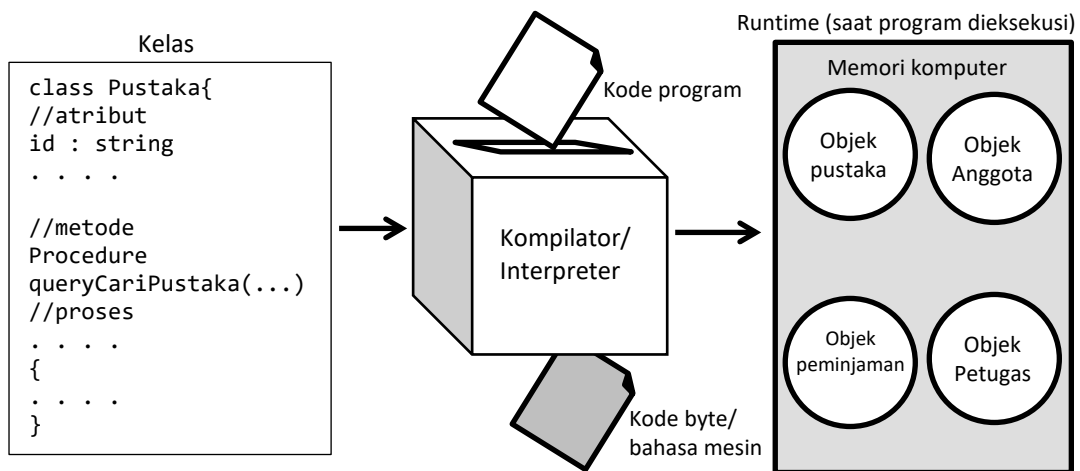 Kelas
class Pustaka{
//atribut
id : string
. . . .
//metode
Procedure
queryCariPustaka(...)
//proses
. . . .
{
. . . .
}
Kode program
Kompilator/
Interpreter
Kode byte/
bahasa mesin
Runtime (saat program dieksekusi)
Memori komputer
Objek
pustaka
Objek
Anggota
Objek
peminjaman
Objek
Petugas